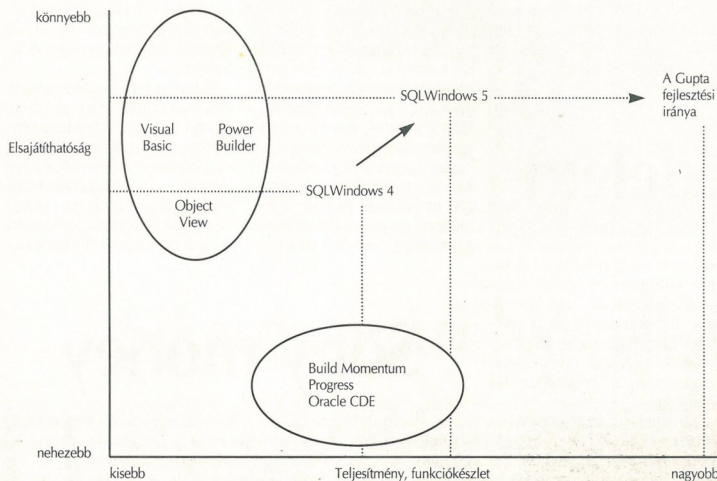 könnyebb
SQLWindows 5
A Gupta
fejlesztési
iránya
Visual
Basic
Power
Builder
Elsajátíthatóság
SQLWindows 4
Object
View
Build Momentum
Progress
Oracle CDE
nehezebb
kisebb
Teljesítmény, funkciókészlet
nagyobb